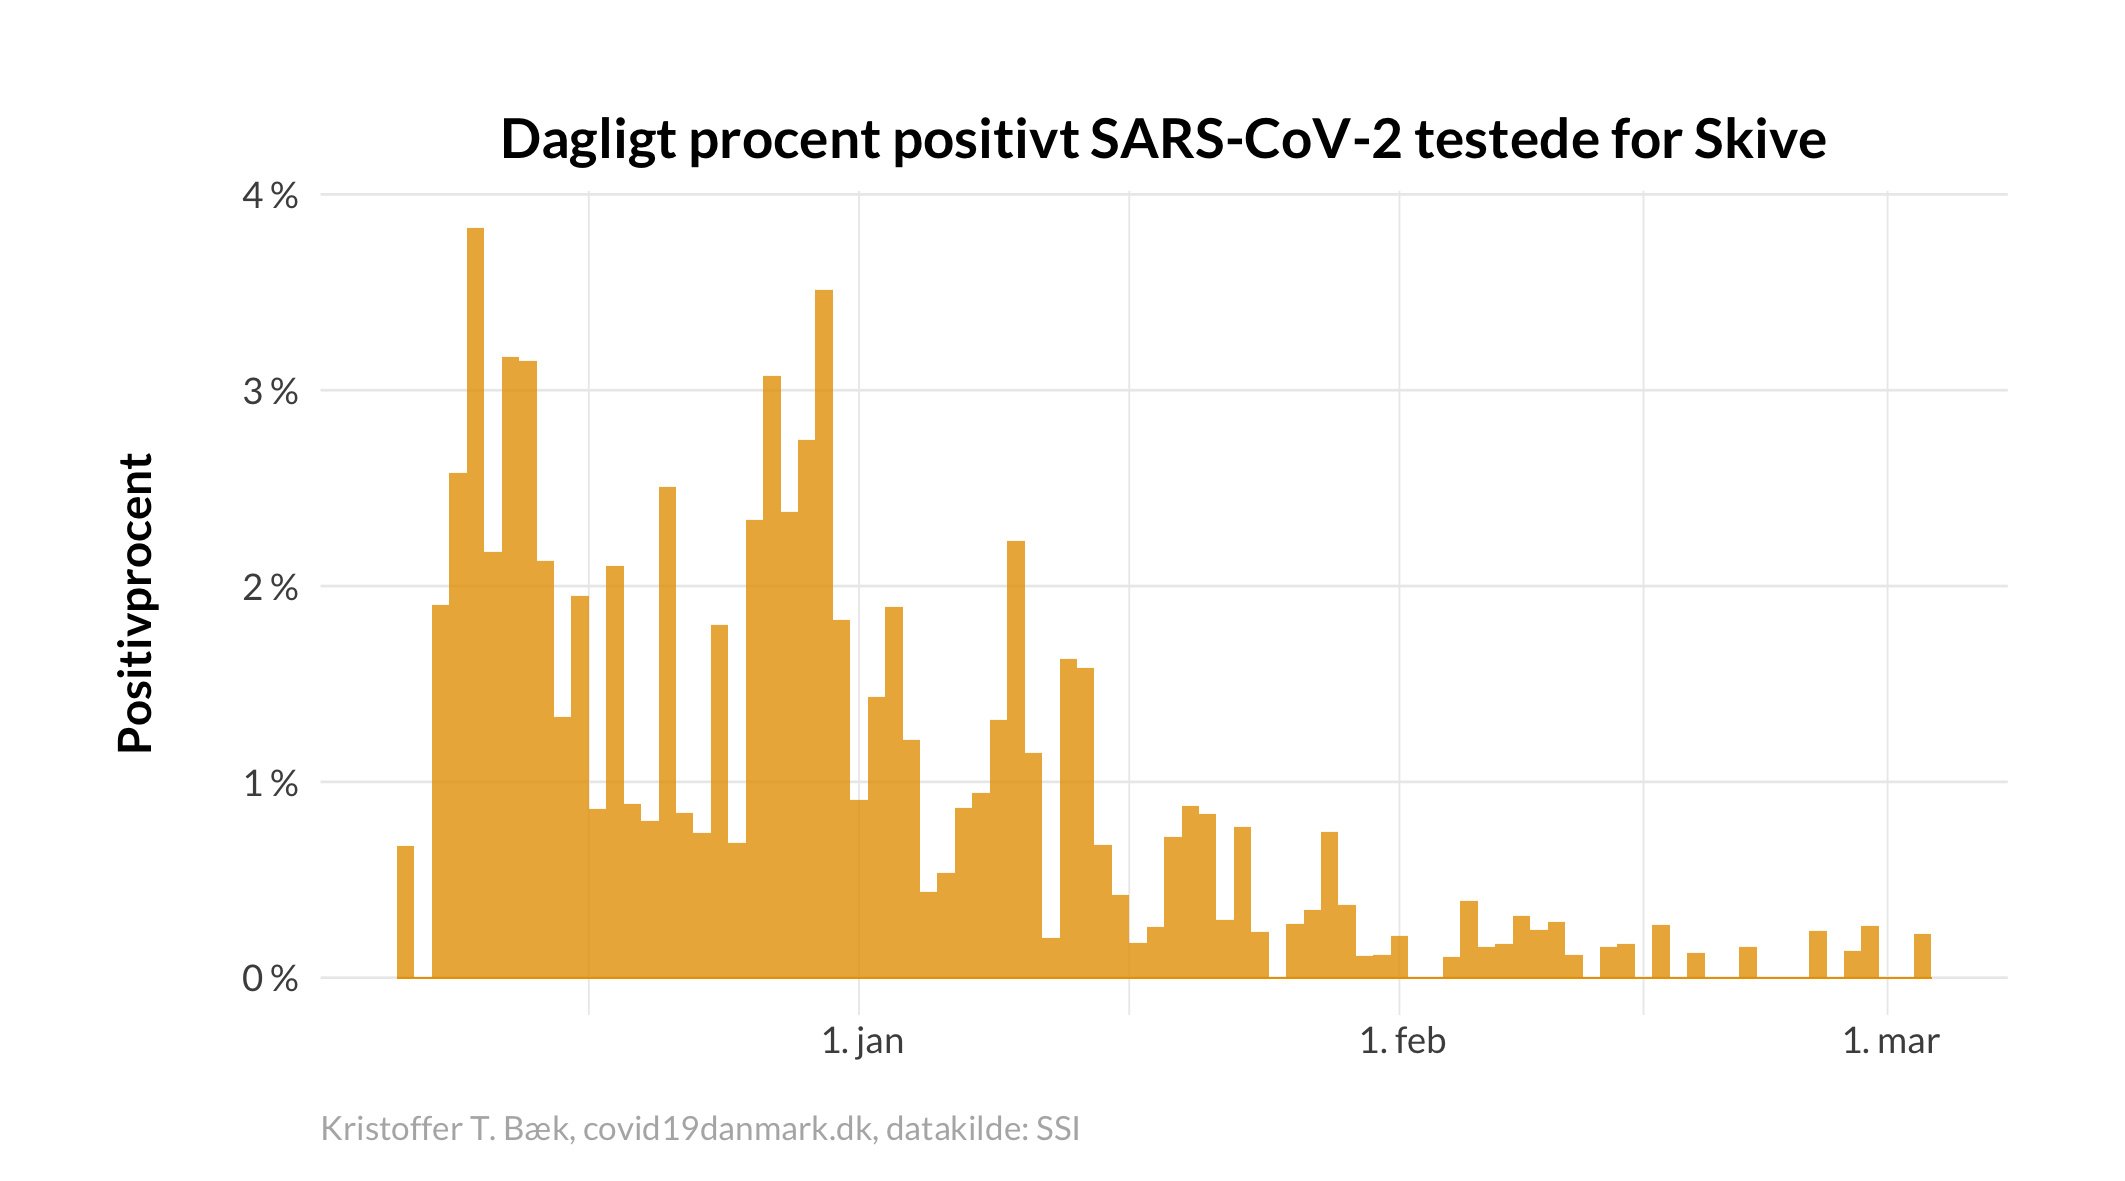 Dagligt procent positivt SARS-CoV-2 testede for Skive
4 %
3 %
2 %
1 %
0 %
Positivprocent
1. jan
1. feb
1. mar
Kristoffer T. Bæk, covid19danmark.dk, datakilde: SSI